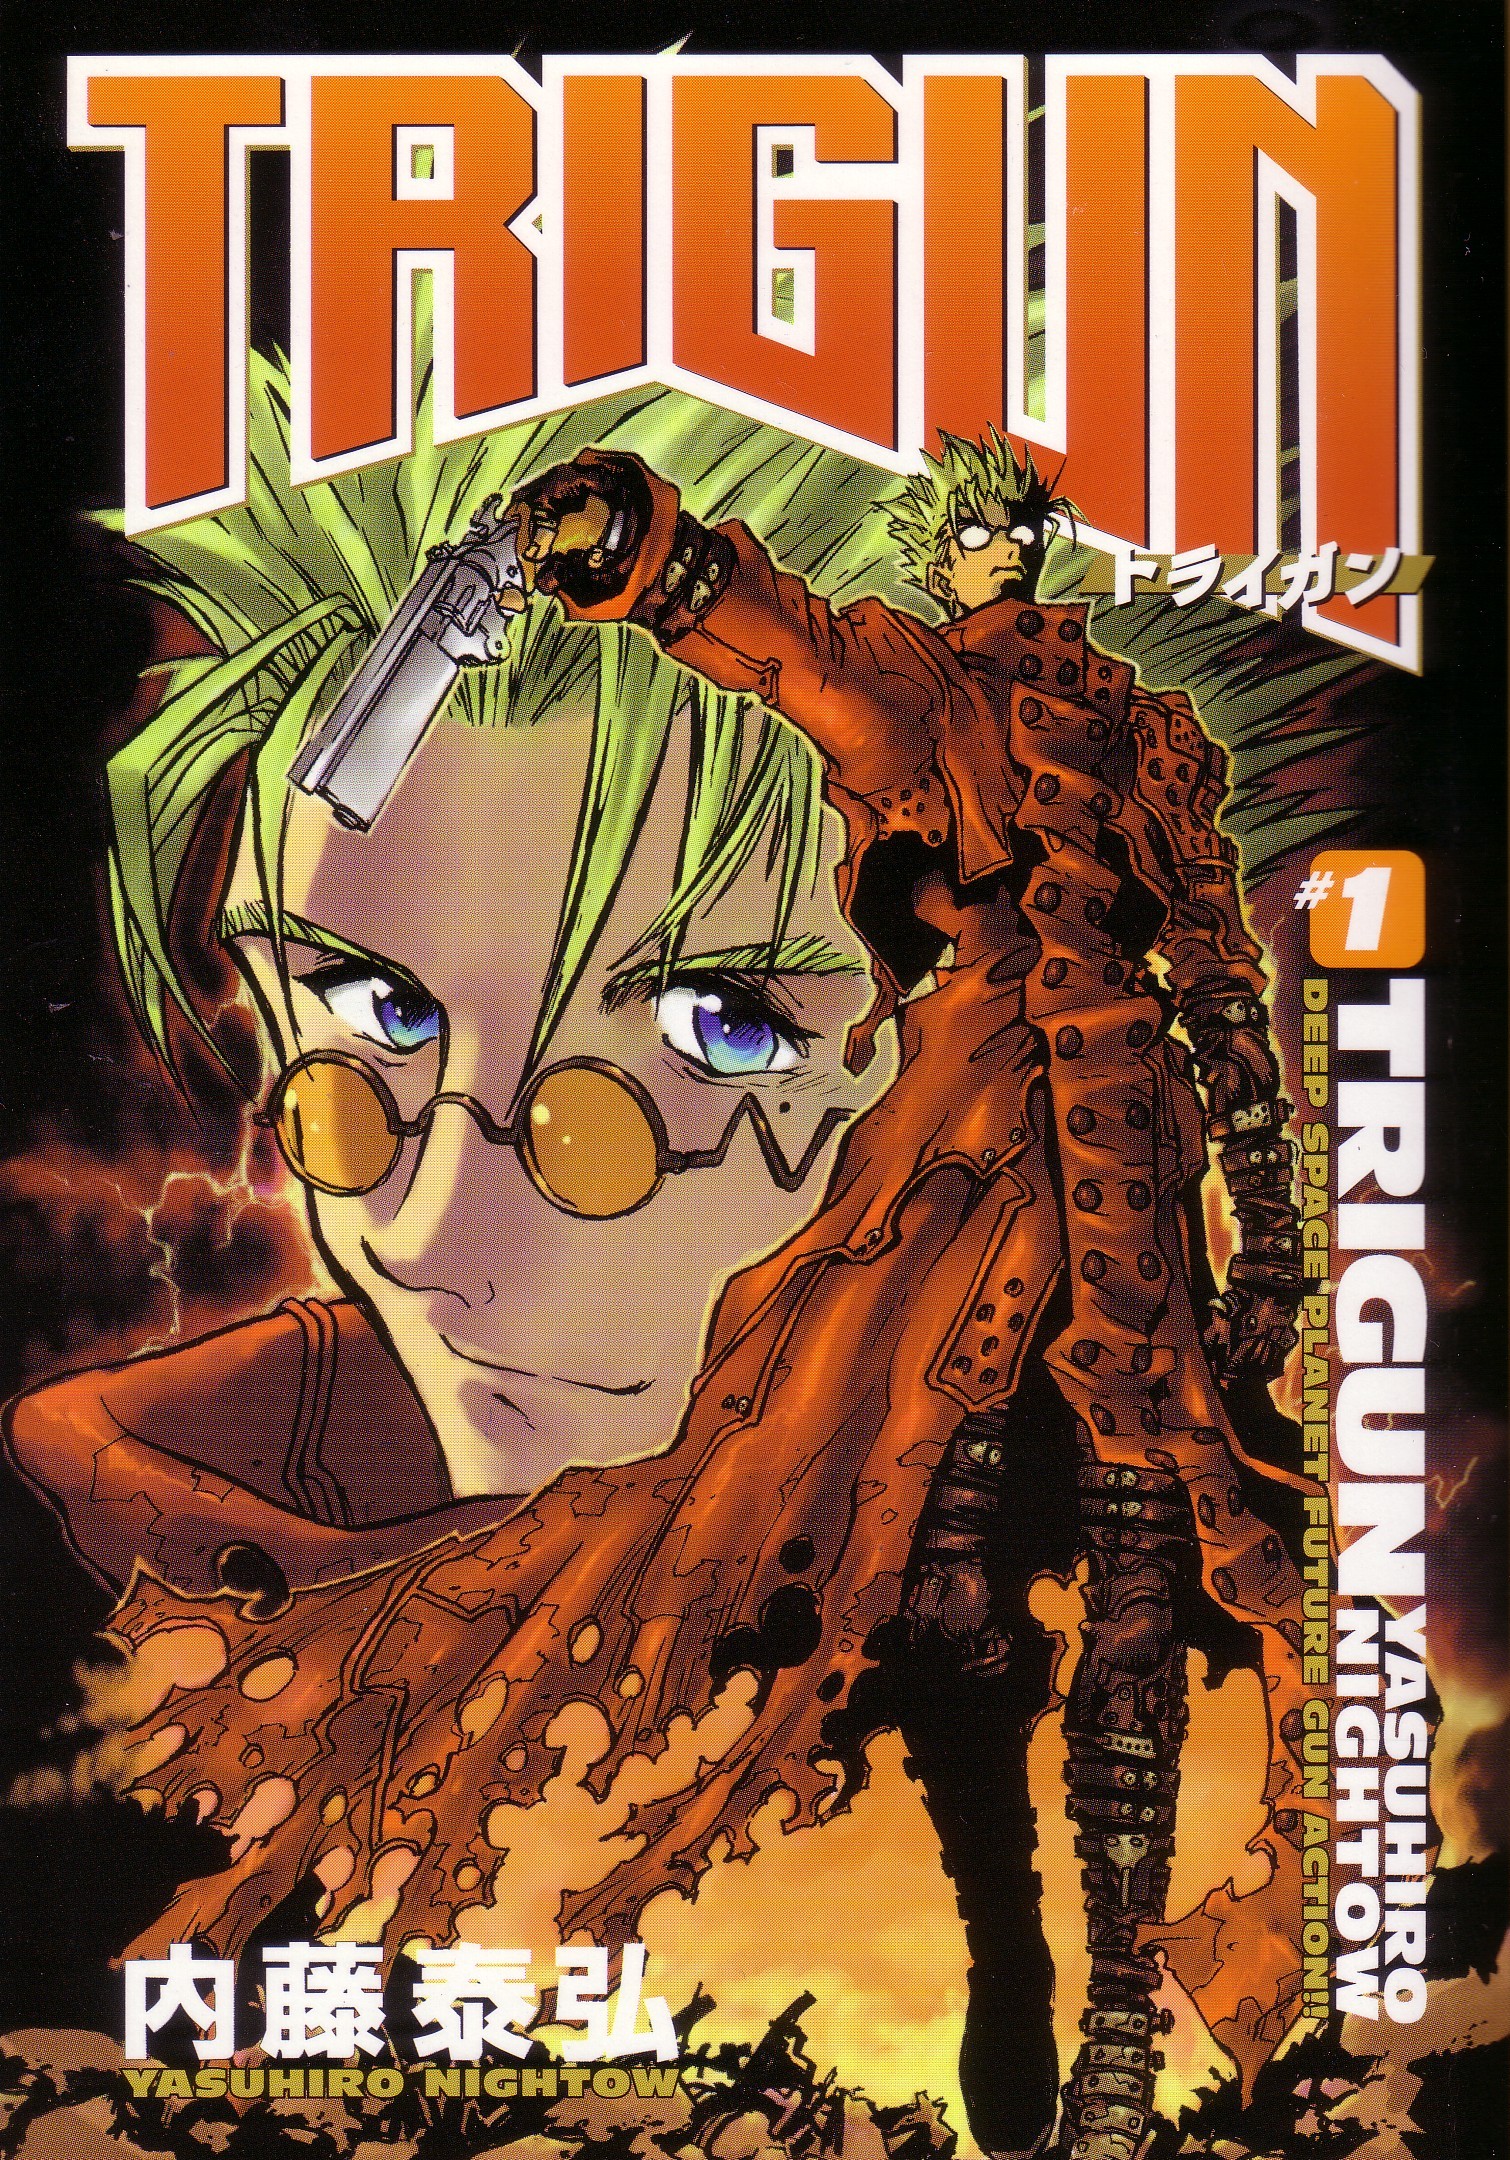 TRIGUN
トライガン
#1
TRIGUN
YASUHIRO
NIGHTOW
DEEP SPACE PLANET FUTURE GUN ACTION!!
内藤泰弘
YASUHIRO NIGHTOW